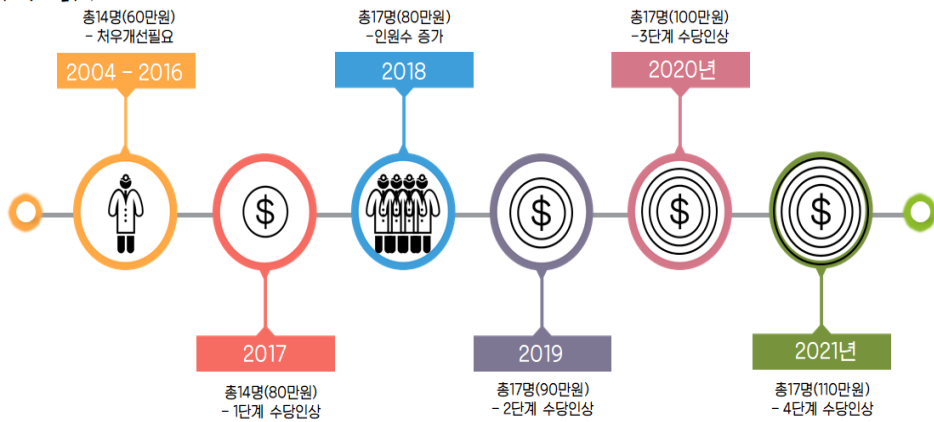 총14명(60만원)
- 처우개선필요
2004 - 2016
총17명(80만원)
-인원수 증가
2018
총17명(100만원)
-3단계 수당인상
2020년
$
$
$
$
2017
총14명(80만원)
- 1단계 수당인상
2019
총17명(90만원)
- 2단계 수당인상
2021년
총17명(110만원)
- 4단계 수당인상